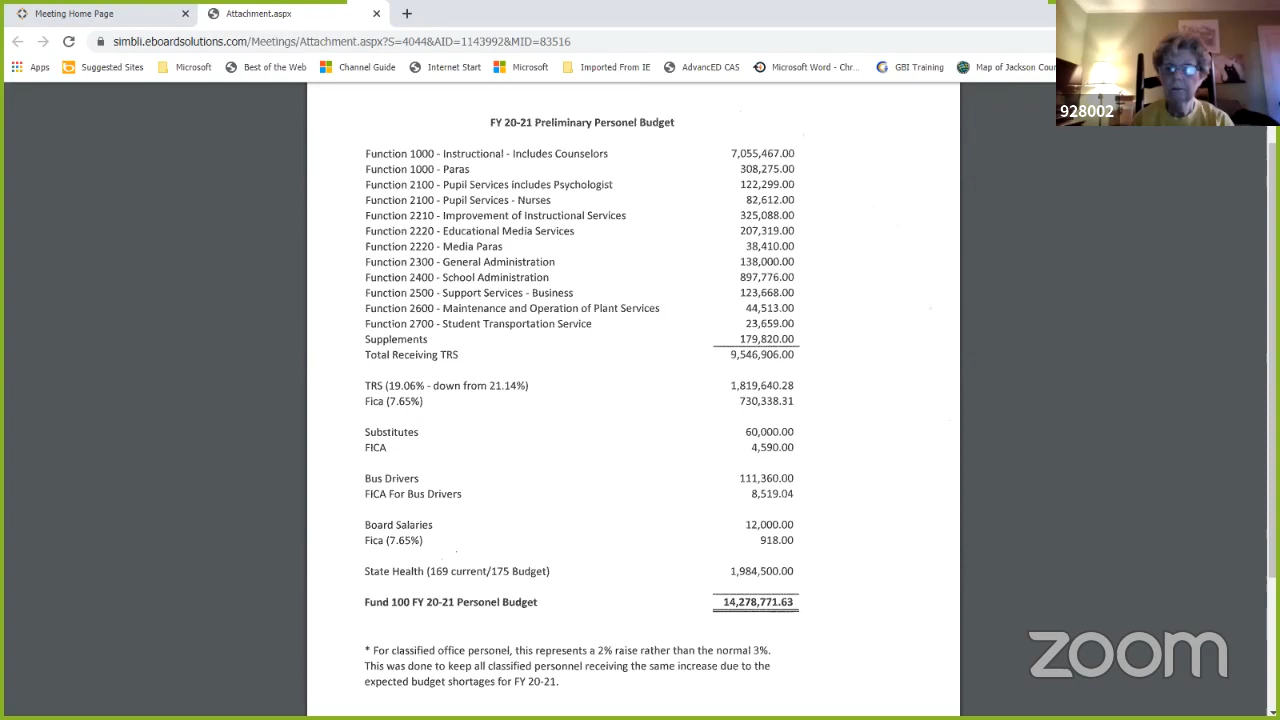 Meeting Home Page
Attachment.aspx
simbli.eboardsolutions.com/Meetings/Attachment.aspx?S=4044&AID=1143992&MID=83516
Apps Suggested Sites Microsoft Best of the Web Channel Guide Internet Start Microsoft Imported From IE AdvancED CAS Microsoft Word - Chr... GBI Training Map of Jackson Coun
928002
FY 20-21 Preliminary Personel Budget
Function 1000 - Instructional - Includes Counselors 7,055,467.00
Function 1000 - Paras 308,275.00
Function 2100 - Pupil Services includes Psychologist 122,299.00
Function 2100 - Pupil Services - Nurses 82,612.00
Function 2210 - Improvement of Instructional Services 325,088.00
Function 2220 - Educational Media Services 207,319.00
Function 2220 - Media Paras 38,410.00
Function 2300 - General Administration 138,000.00
Function 2400 - School Administration 897,776.00
Function 2500 - Support Services - Business 123,668.00
Function 2600 - Maintenance and Operation of Plant Services 44,513.00
Function 2700 - Student Transportation Service 23,659.00
Supplements 179,820.00
Total Receiving TRS 9,546,906.00
TRS (19.06% - down from 21.14%) 1,819,640.28
Fica (7.65%) 730,338.31
Substitutes 60,000.00
FICA 4,590.00
Bus Drivers 111,360.00
FICA For Bus Drivers 8,519.04
Board Salaries 12,000.00
Fica (7.65%) 918.00
State Health (169 current/175 Budget) 1,984,500.00
Fund 100 FY 20-21 Personel Budget 14,278,771.63
* For classified office personel, this represents a 2% raise rather than the normal 3%.
This was done to keep all classified personnel receiving the same increase due to the
expected budget shortages for FY 20-21.
zoom